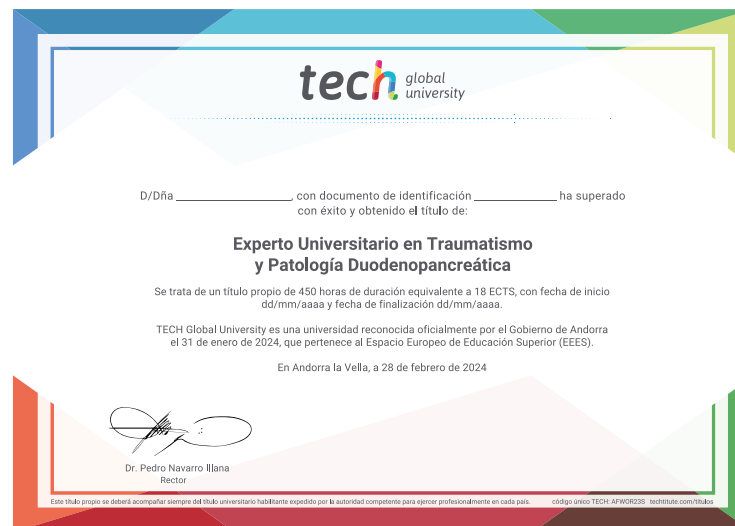 tech global university
D/Dña ____________, con documento de identificación ____________ ha superado
con éxito y obtenido el título de:
Experto Universitario en Traumatismo
y Patología Duodenopancreática
Se trata de un título propio de 450 horas de duración equivalente a 18 ECTS, con fecha de inicio
dd/mm/aaaa y fecha de finalización dd/mm/aaaa.
TECH Global University es una universidad reconocida oficialmente por el Gobierno de Andorra
el 31 de enero de 2024, que pertenece al Espacio Europeo de Educación Superior (EEES).
En Andorra la Vella, a 28 de febrero de 2024
Dr. Pedro Navarro Illana
Rector
Este título propio se deberá acompañar siempre del título universitario habilitante expedido por la autoridad competente para ejercer profesionalmente en cada país. código único TECH: AFWOR23S techtitute.com/titulos